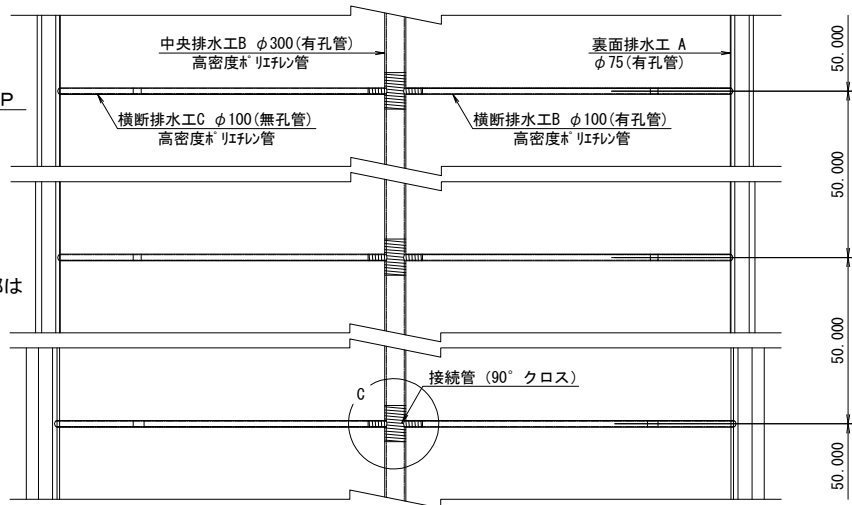 中央排水工B φ300(有孔管)
高密度ポリエチレン管
裏面排水工 A
φ75(有孔管)
P
横断排水工C φ100(無孔管)
高密度ポリエチレン管
横断排水工B φ100(有孔管)
高密度ポリエチレン管
部は
接続管 (90° クロス)
C
50.000
50.000
50.000
50.000